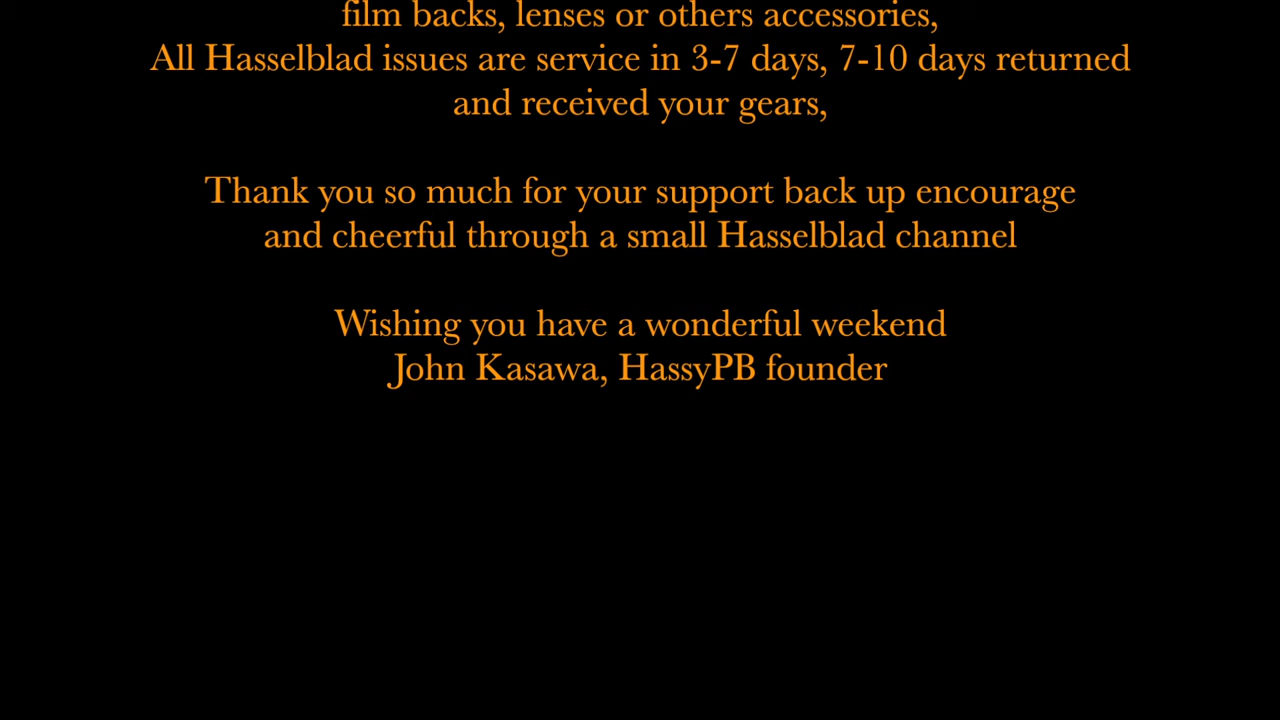 film backs, lenses or others accessories,
All Hasselblad issues are service in 3-7 days, 7-10 days returned
and received your gears,
Thank you so much for your support back up encourage
and cheerful through a small Hasselblad channel
Wishing you have a wonderful weekend
John Kasawa, HassyPB founder